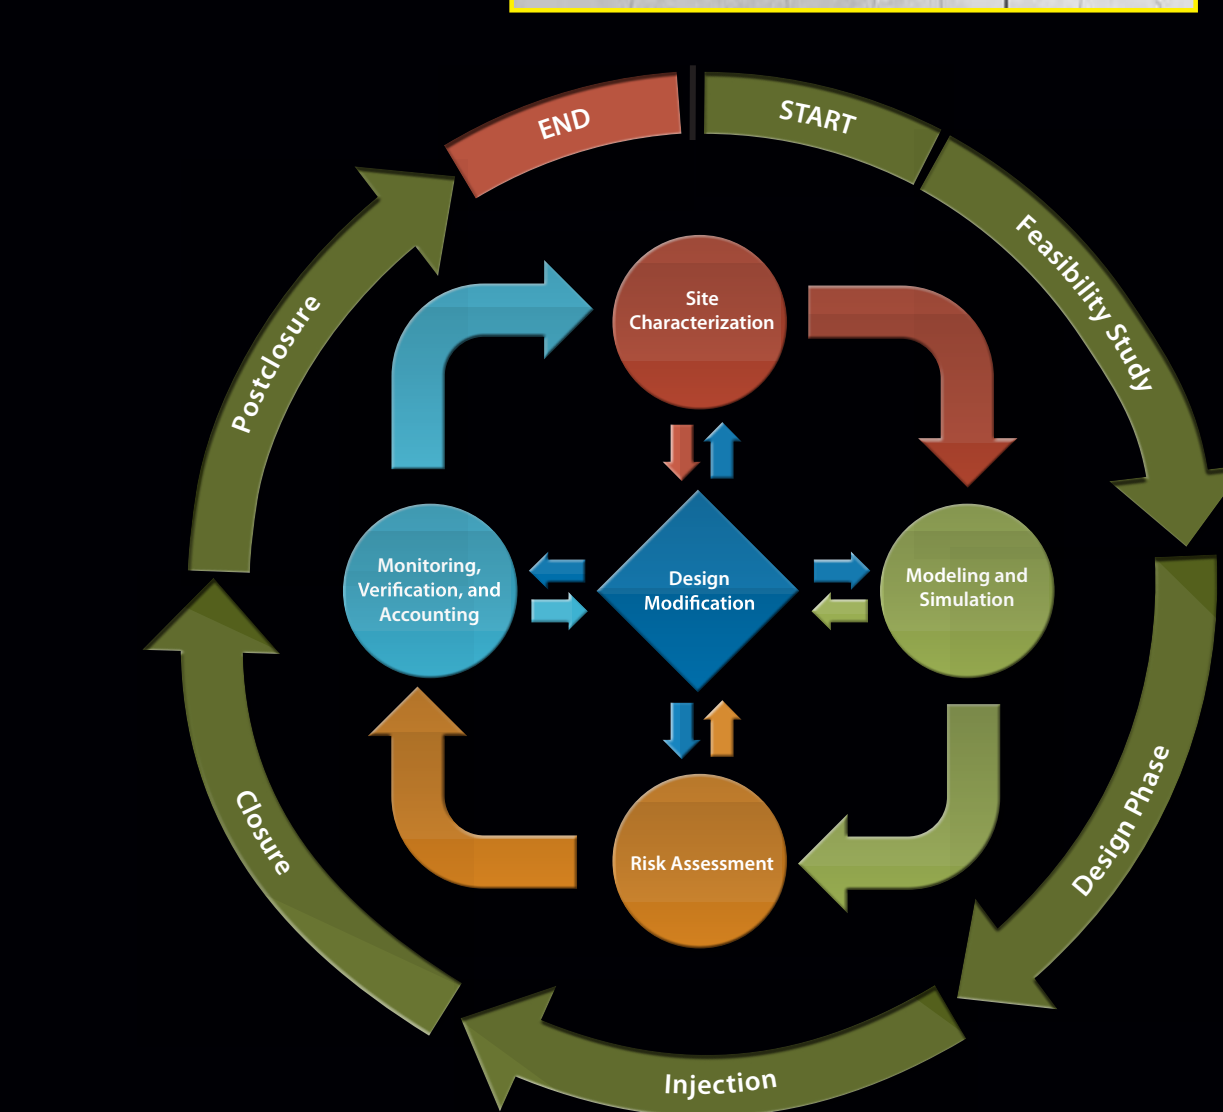 END
START
Feasibility Study
Postclosure
Site
Characterization
Monitoring,
Verification, and
Accounting
Design
Modification
Modeling and
Simulation
Risk Assessment
Design Phase
Closure
Injection